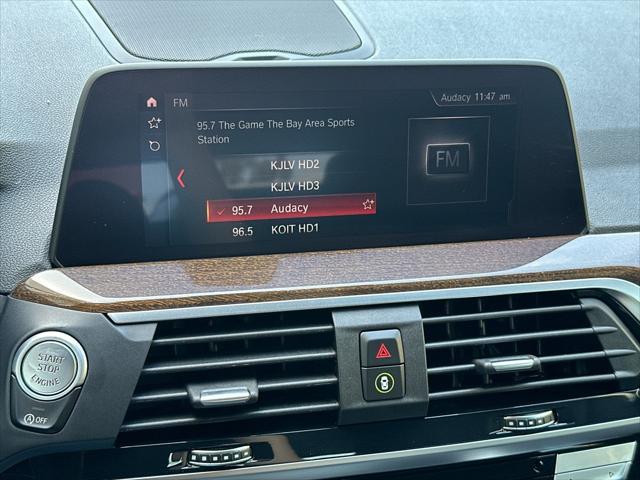 FM
Audacy 11:47 am
95.7 The Game The Bay Area Sports
Station
FM
KJLV HD2
KJLV HD3
95.7 Audacy
96.5 KOIT HD1
START
STOP
ENGINE
OFF